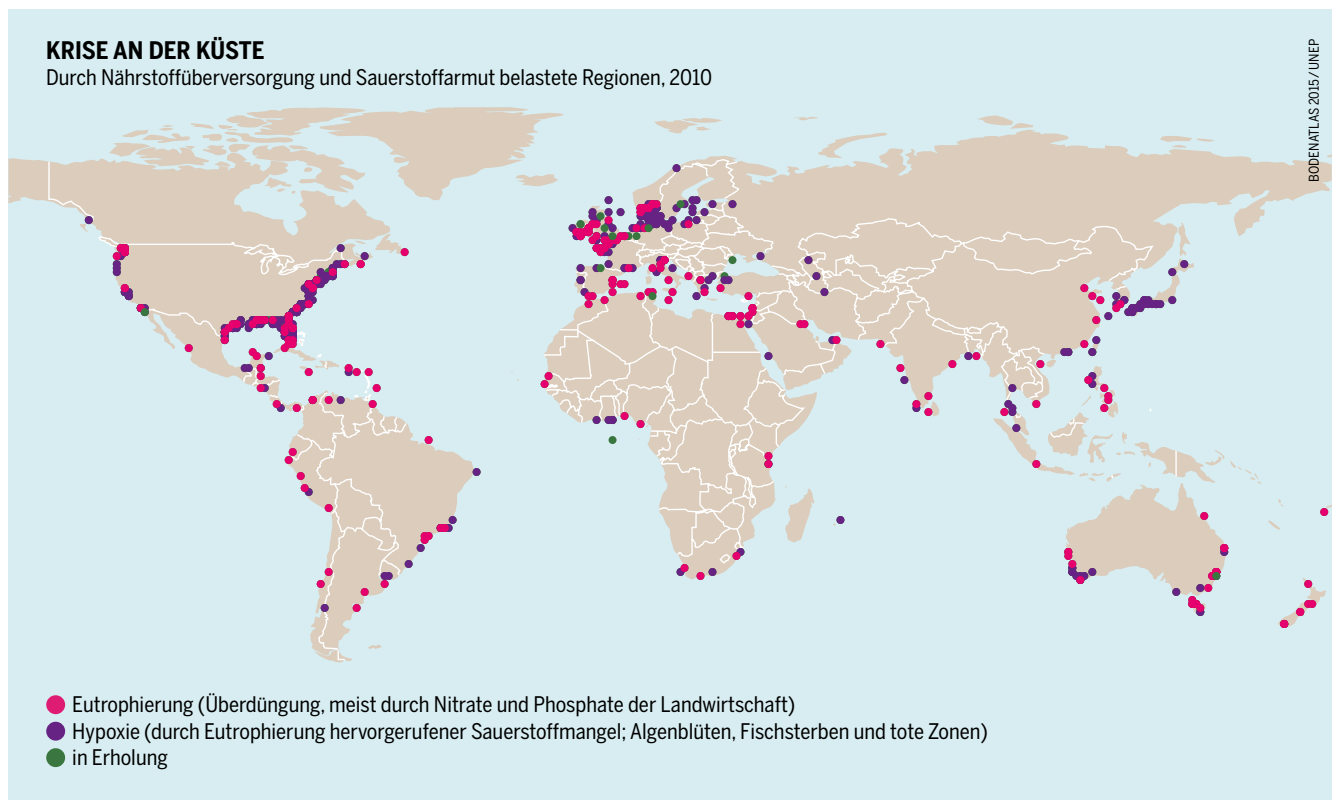 KRISE AN DER KÜSTE
Durch Nährstoffüberversorgung und Sauerstoffarmut belastete Regionen, 2010
BODENATLAS 2015 / UNEP
Eutrophierung (Überdüngung, meist durch Nitrate und Phosphate der Landwirtschaft)
Hypoxie (durch Eutrophierung hervorgerufener Sauerstoffmangel; Algenblüten, Fischsterben und tote Zonen)
in Erholung